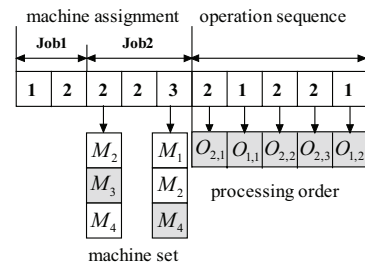 machine assignment operation sequence
Job1 Job2
1 2 2 2 3 2 1 2 2 1
M2 M1 O2,1 O1,1 O2,2 O2,3 O1,2
M3 M2 processing order
M4 M4
machine set